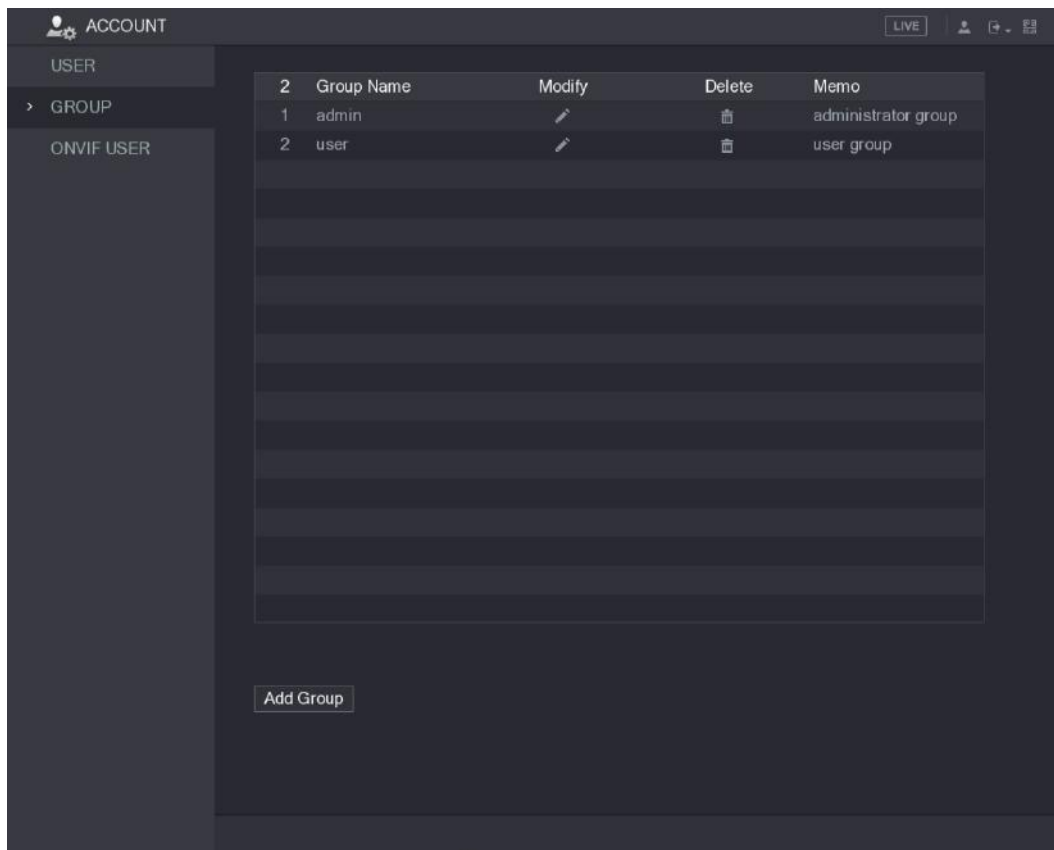 ACCOUNT LIVE
USER
2 Group Name Modify Delete Memo
GROUP
1 admin administrator group
ONVIF USER
2 user user group
Add Group